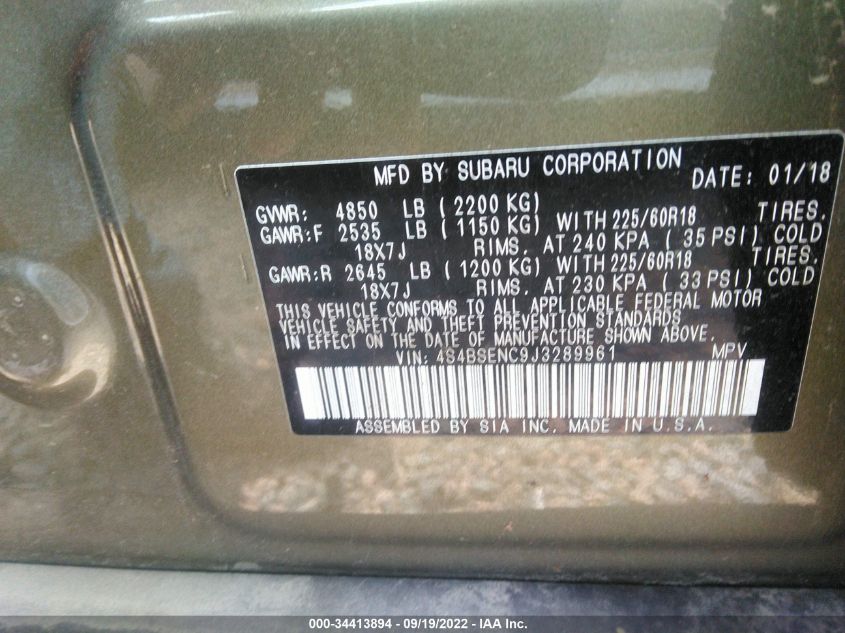 MFD BY SUBARU CORPORATION DATE: 01/18
GVWR: 4850 LB ( 2200 KG)
GAWR:F 2535 LB ( 1150 KG) WITH 225/60R18 TIRES,
18X7J RIMS, AT 240 KPA ( 35 PSI) COLD
GAWR:R 2645 LB ( 1200 KG) WITH 225/60R18 TIRES,
18X7J RIMS, AT 230 KPA ( 33 PSI) COLD
THIS VEHICLE CONFORMS TO ALL APPLICABLE FEDERAL MOTOR
VEHICLE SAFETY AND THEFT PREVENTION STANDARDS
IN EFFECT ON THE DATE OF MANUFACTURE SHOWN ABOVE.
VIN: 4S4BSENC9J3289961 MPV
ASSEMBLED BY SIA INC. MADE IN U.S.A.
000-34413894 - 09/19/2022 - IAA Inc.